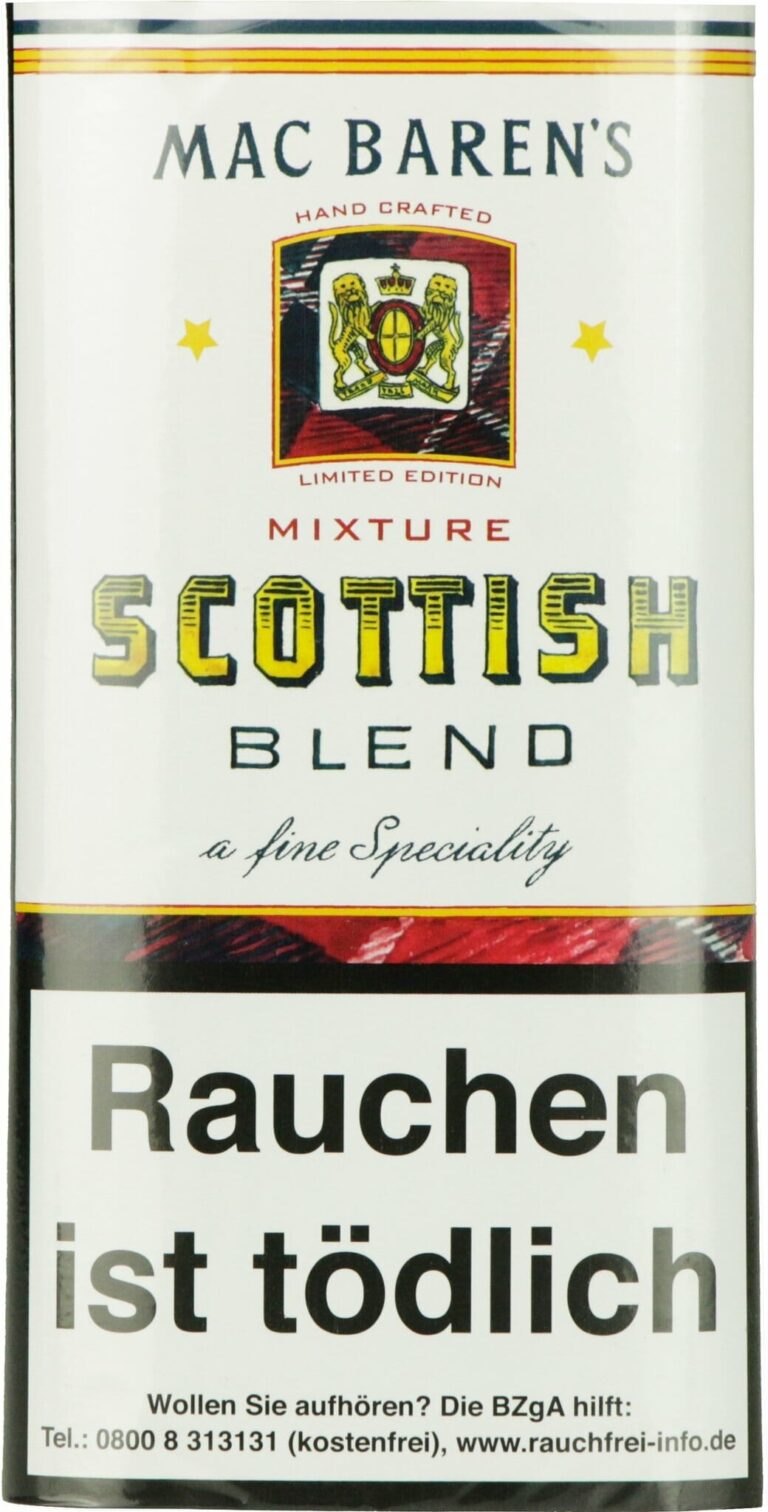 MAC BAREN'S
HAND CRAFTED
LIMITED EDITION
MIXTURE
SCOTTISH
BLEND
a fine Speciality
Rauchen
ist tödlich
Wollen Sie aufhören? Die BZgA hilft:
Tel.: 0800 8 313131 (kostenfrei), www.rauchfrei-info.de